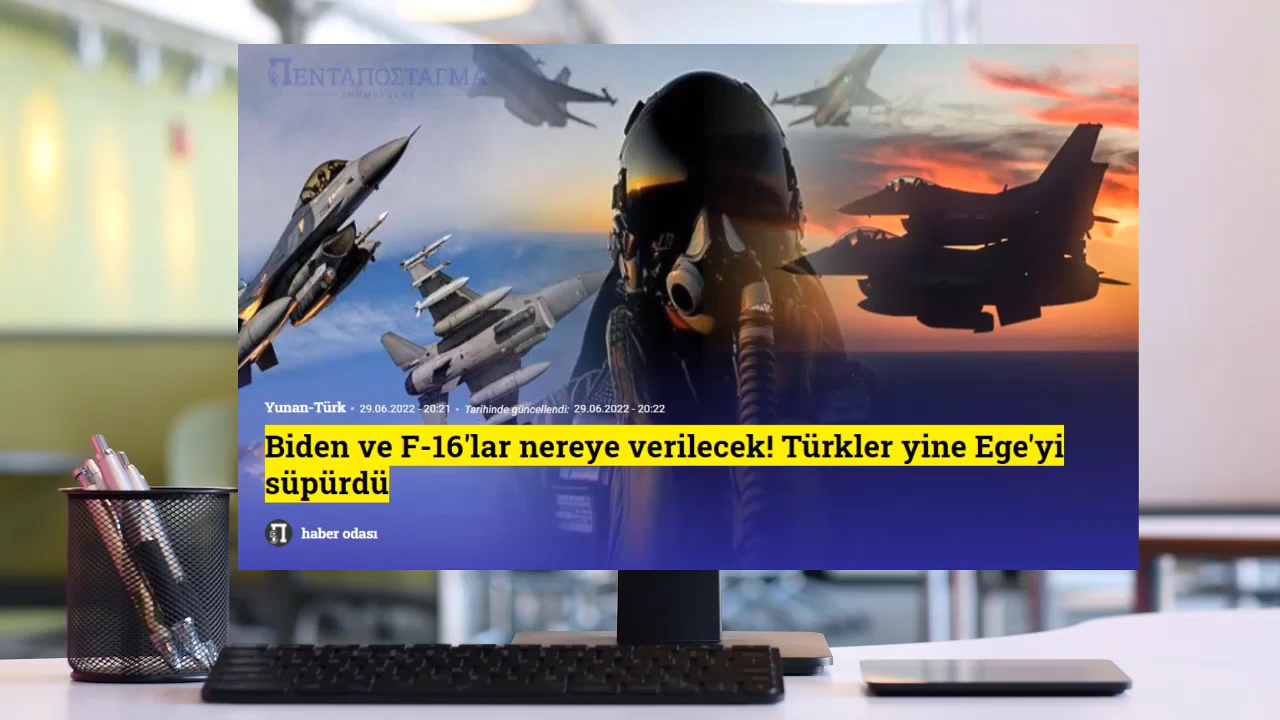 ΠΕΝΤΑΠΟΣΤΑΓΜΑ
Yunan-Türk • 29.06.2022 - 20:21 • Tarihinde güncellendi: 29.06.2022 - 20:22
Biden ve F-16'lar nereye verilecek! Türkler yine Ege'yi
süpürdü
haber odası